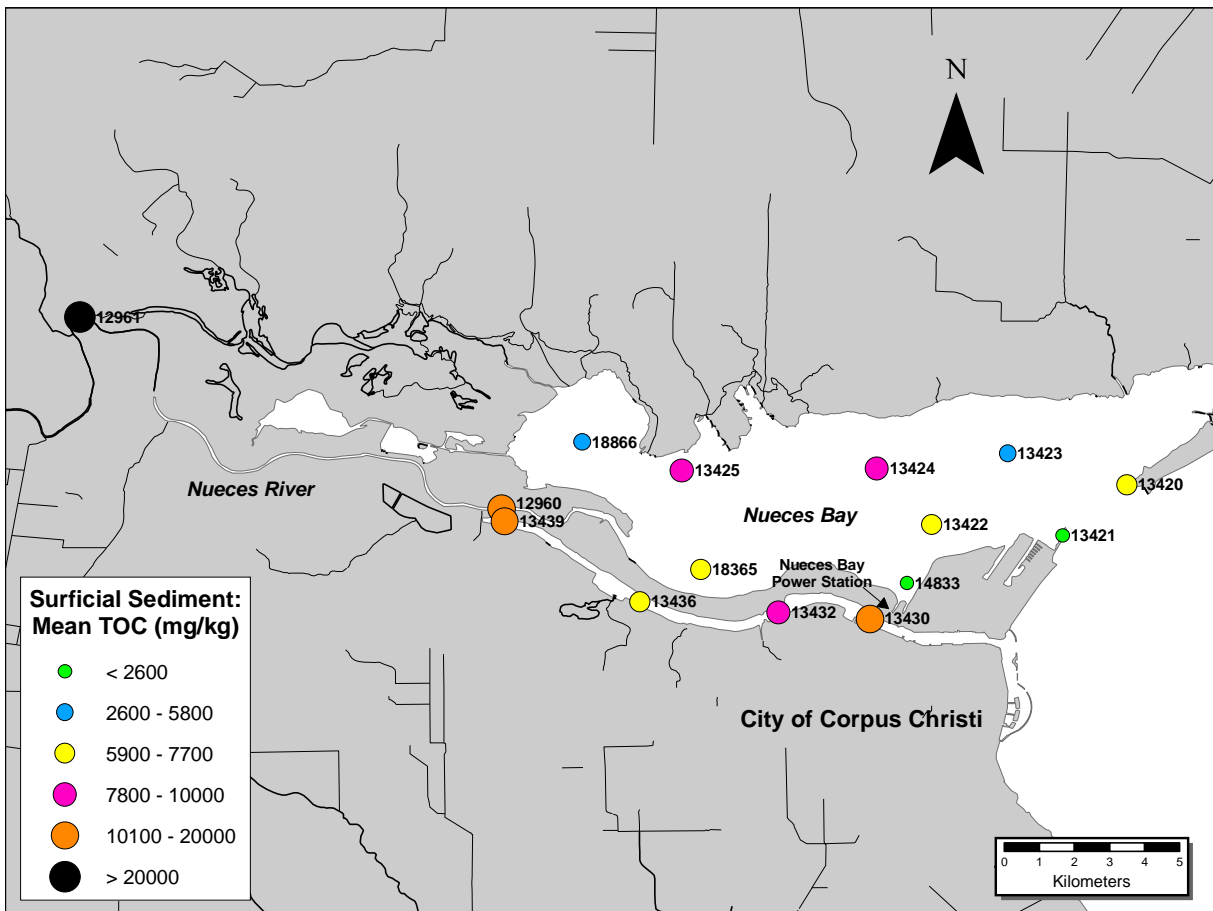 N
12961
18866
13425
13424
13423
13420
Nueces River
12960
13439
Nueces Bay
13422
13421
18365
Nueces Bay
Power Station
14833
13436
13432
13430
City of Corpus Christi
Surficial Sediment:
Mean TOC (mg/kg)
< 2600
2600 - 5800
5900 - 7700
7800 - 10000
10100 - 20000
> 20000
0 1 2 3 4 5
Kilometers